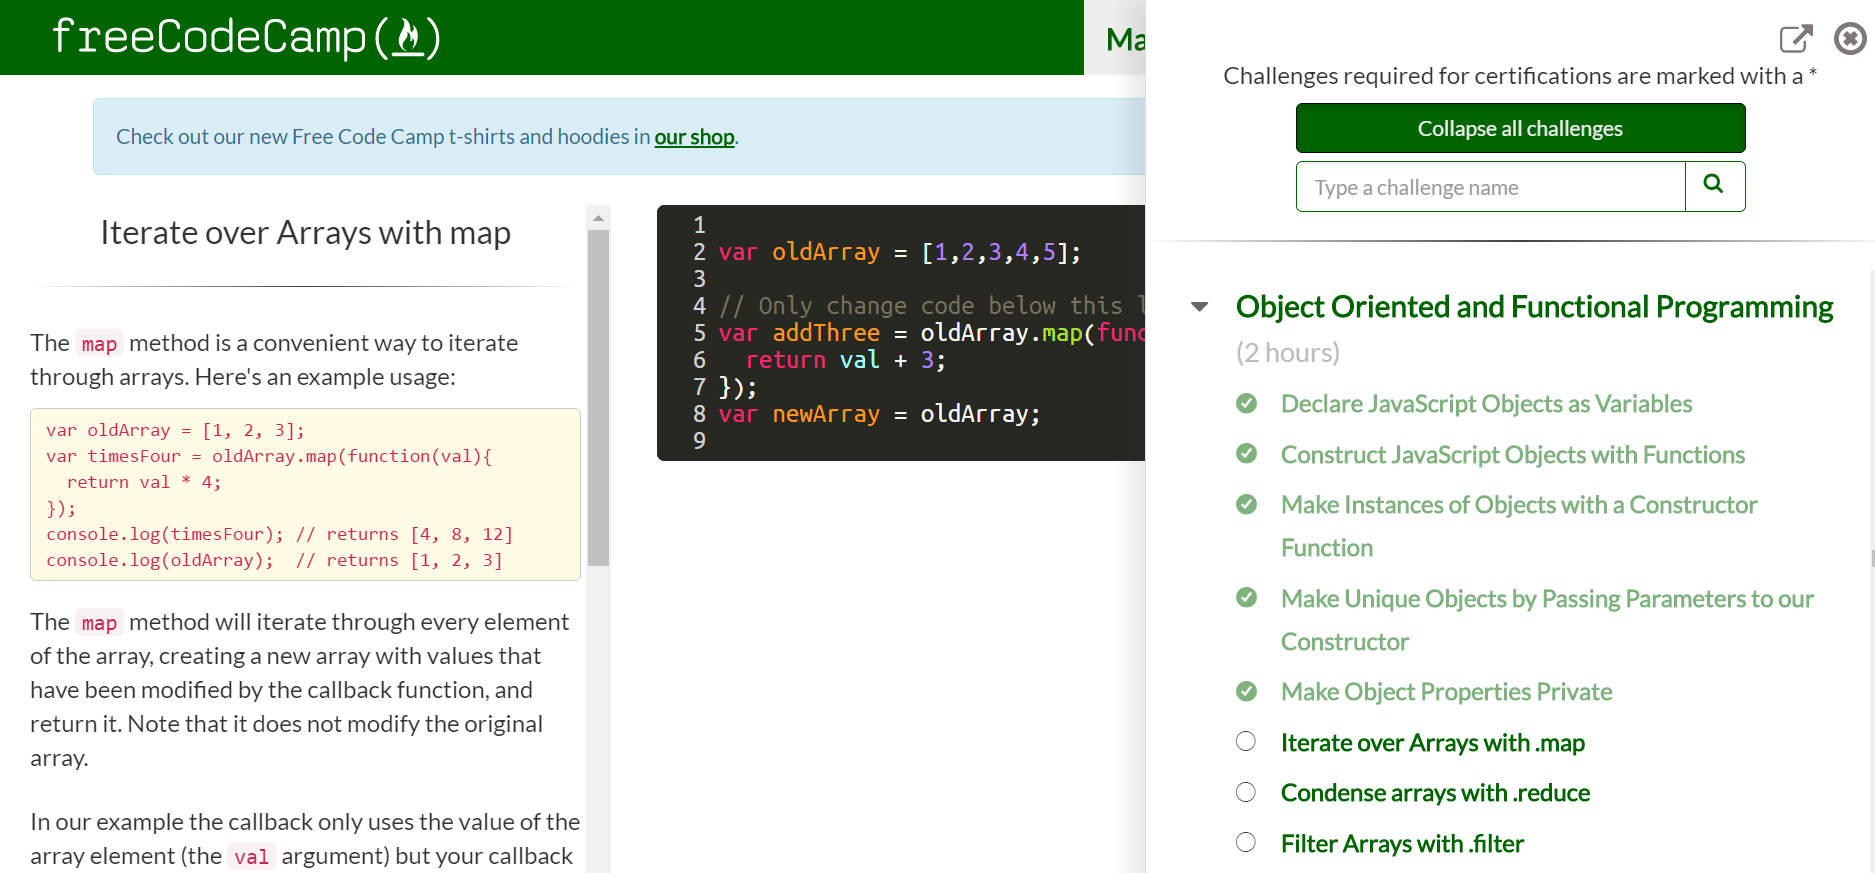 freeCodeCamp
Ma
Check out our new Free Code Camp t-shirts and hoodies in our shop.
Iterate over Arrays with map
The map method is a convenient way to iterate
through arrays. Here's an example usage:
var oldArray = [1, 2, 3];
var timesFour = oldArray.map(function(val){
  return val * 4;
});
console.log(timesFour); // returns [4, 8, 12]
console.log(oldArray);  // returns [1, 2, 3]
The map method will iterate through every element
of the array, creating a new array with values that
have been modified by the callback function, and
return it. Note that it does not modify the original
array.
In our example the callback only uses the value of the
array element (the val argument) but your callback
1
2 var oldArray = [1,2,3,4,5];
3
4 // Only change code below this l
5 var addThree = oldArray.map(func
6   return val + 3;
7 });
8 var newArray = oldArray;
9
Challenges required for certifications are marked with a *
Collapse all challenges
Type a challenge name
Object Oriented and Functional Programming
(2 hours)
Declare JavaScript Objects as Variables
Construct JavaScript Objects with Functions
Make Instances of Objects with a Constructor
Function
Make Unique Objects by Passing Parameters to our
Constructor
Make Object Properties Private
Iterate over Arrays with .map
Condense arrays with .reduce
Filter Arrays with .filter